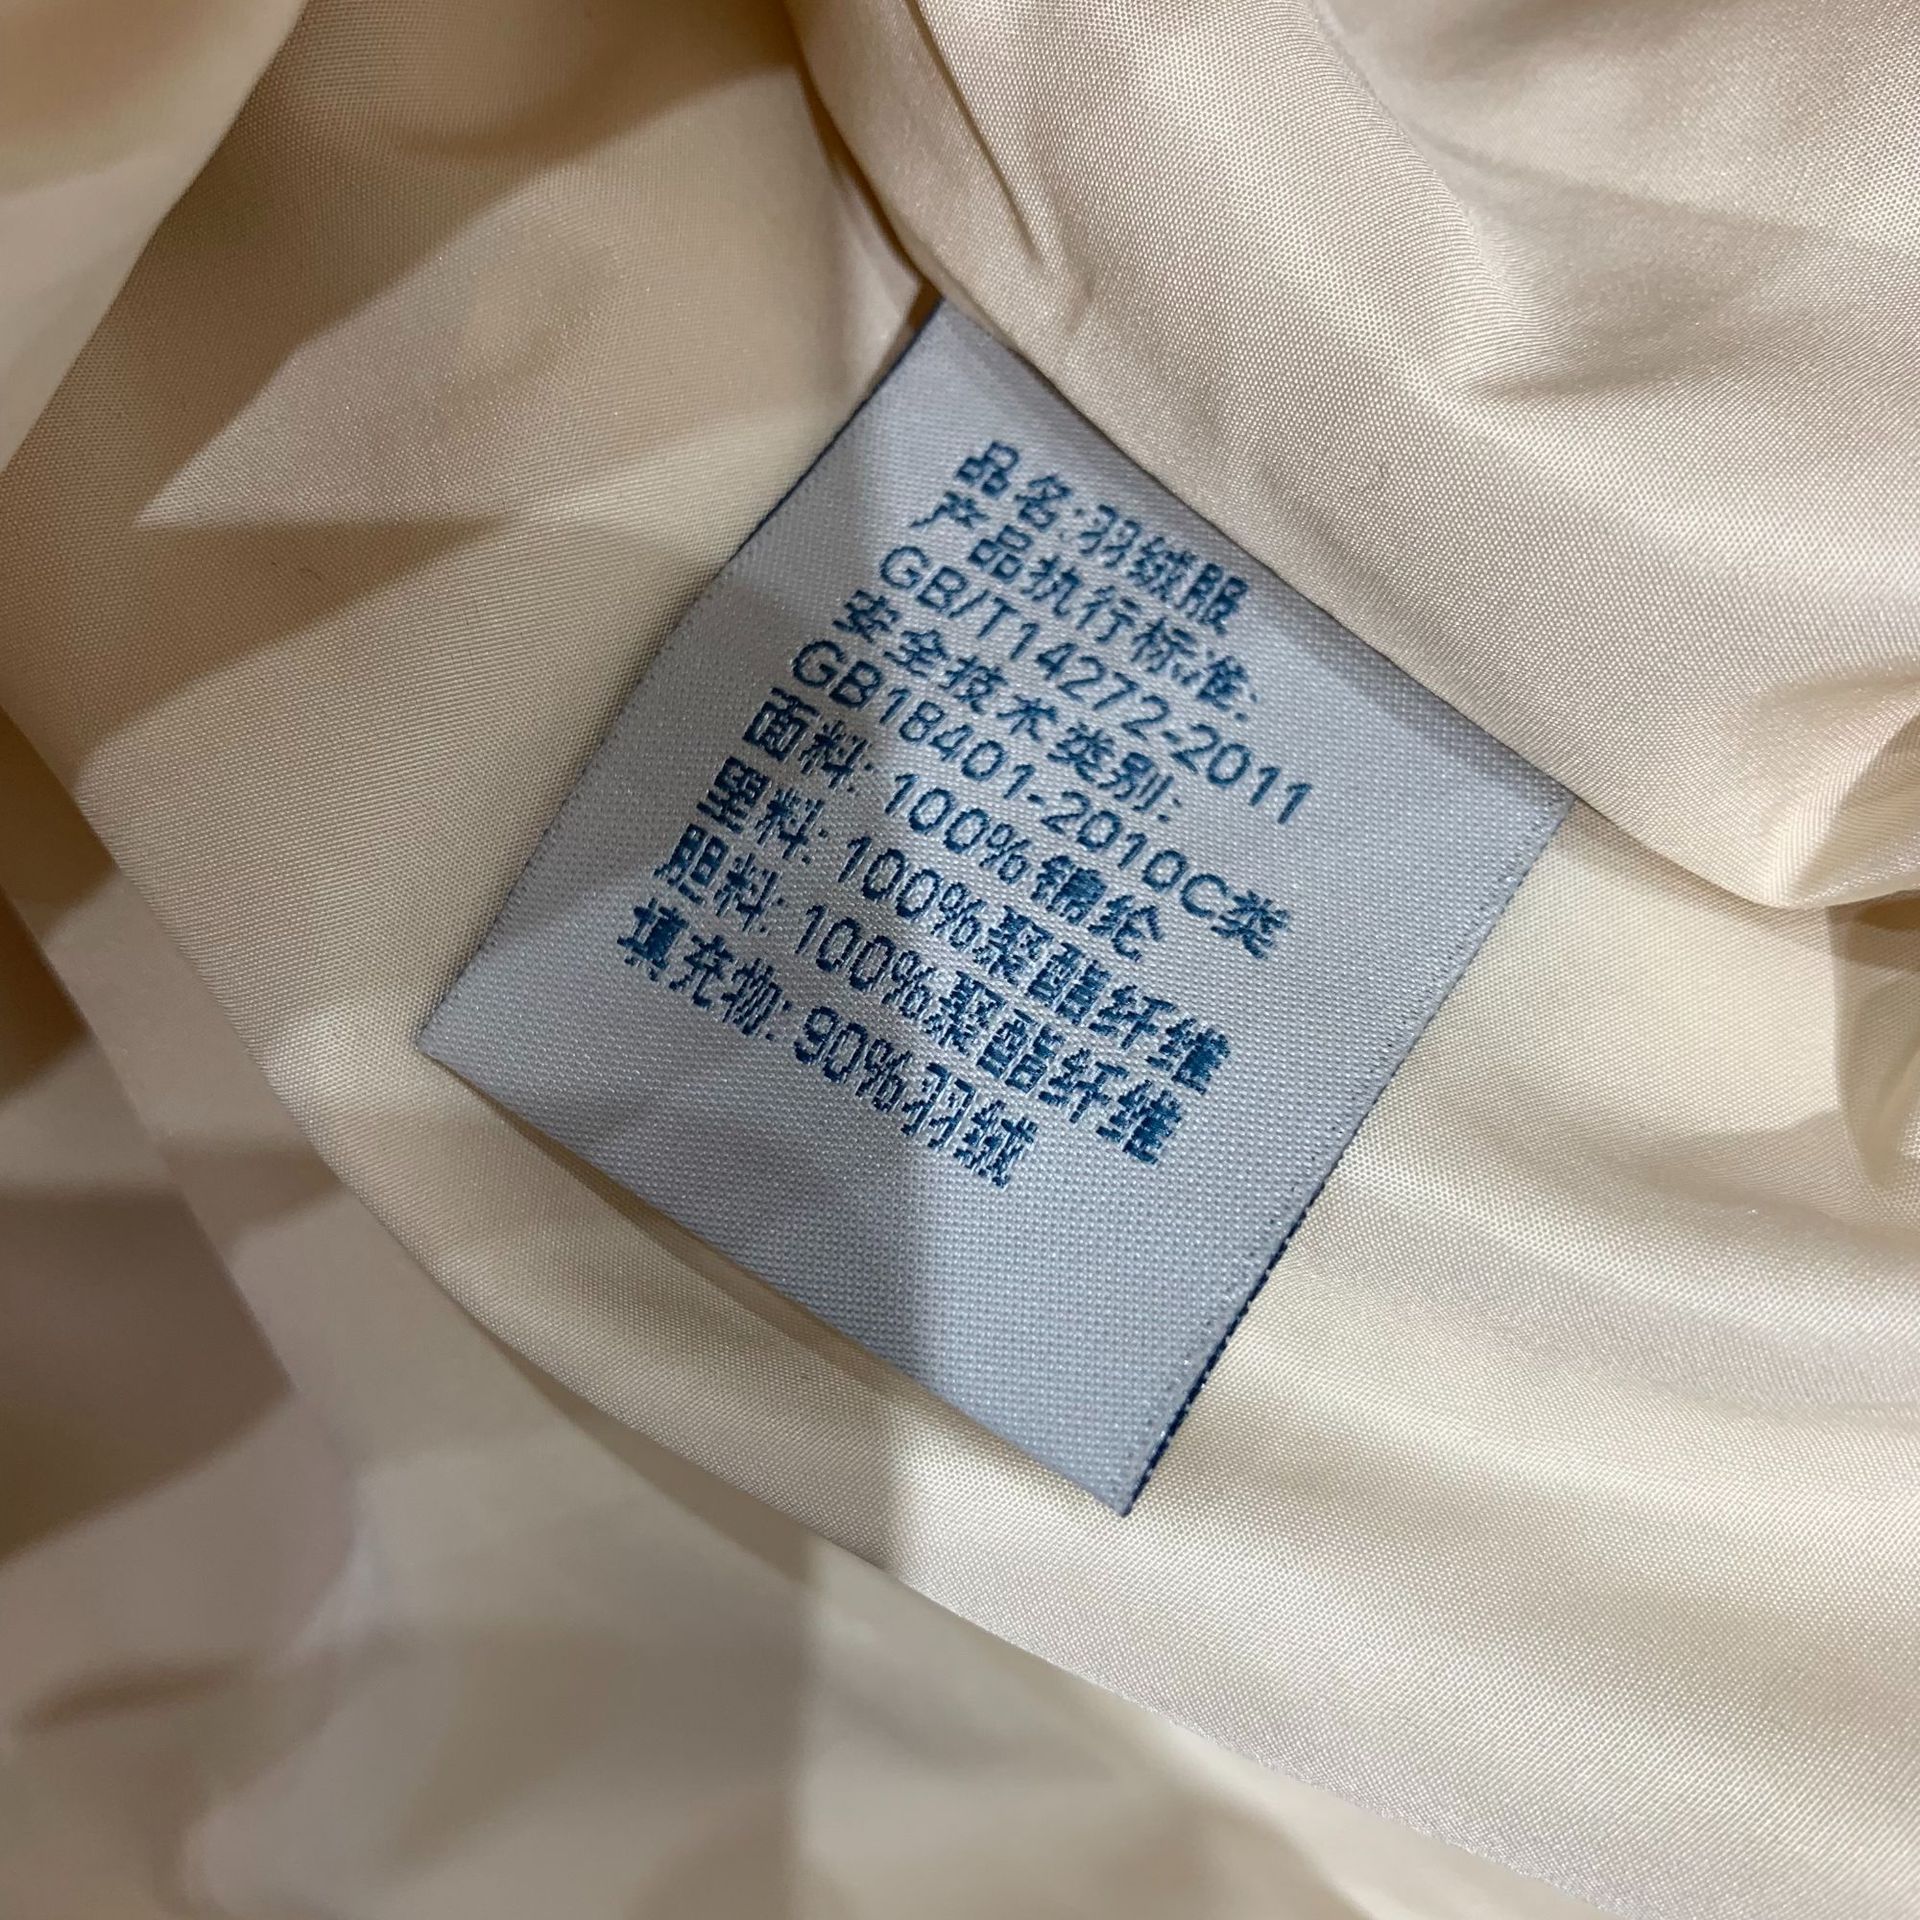 品名:羽绒服
产品执行标准:
GB/T14272-2011
安全技术类别:
GB18401-2010C类
面料: 100%锦纶
里料: 100%聚酯纤维
胆料: 100%聚酯纤维
填充物: 90%羽绒